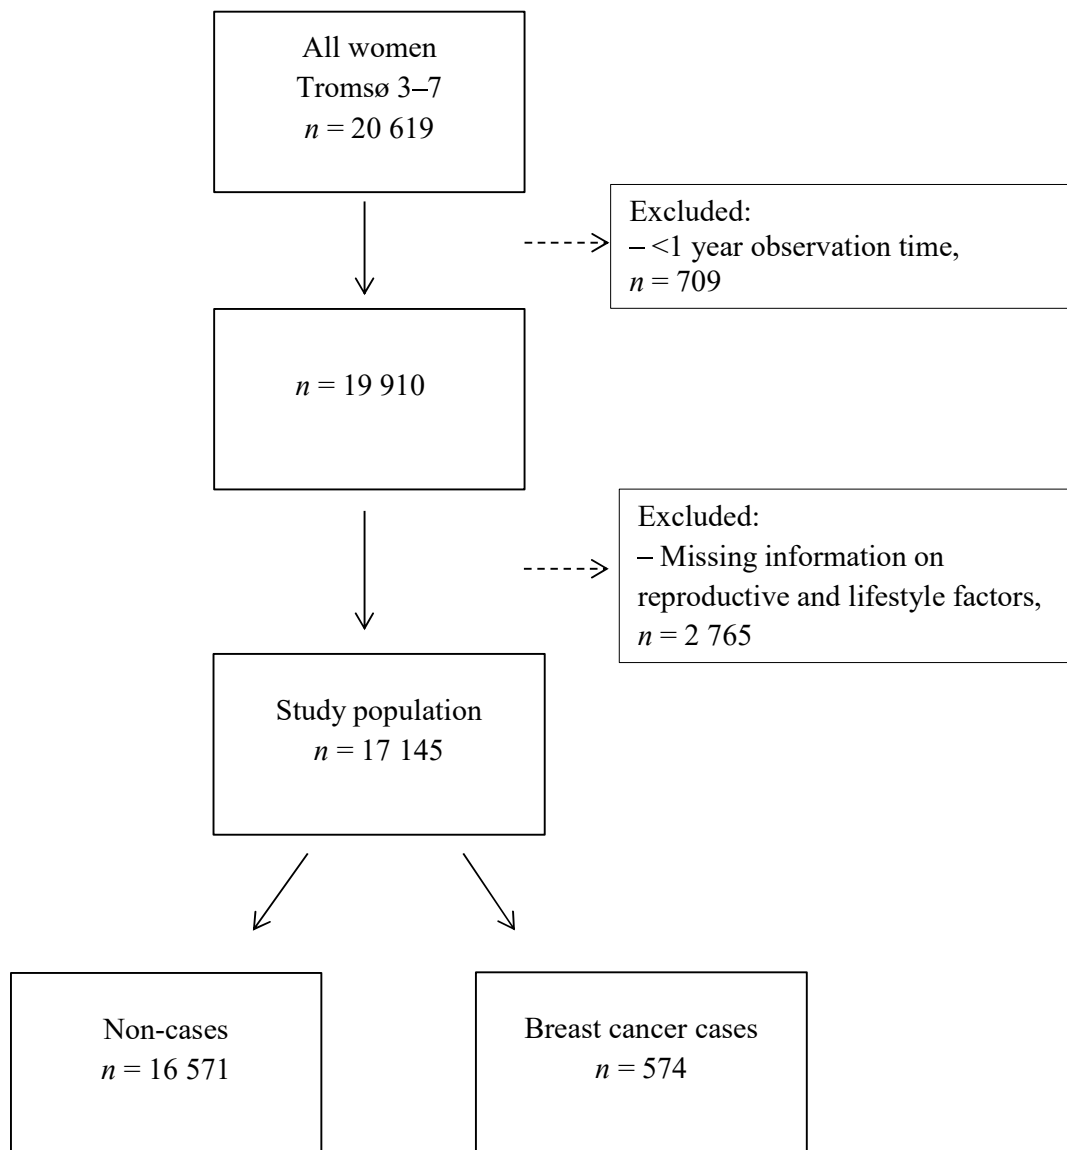 All women
Tromsø 3–7
n = 20 619
Excluded:
– <1 year observation time,
n = 709
n = 19 910
Excluded:
– Missing information on
reproductive and lifestyle factors,
n = 2 765
Study population
n = 17 145
Non-cases
n = 16 571
Breast cancer cases
n = 574